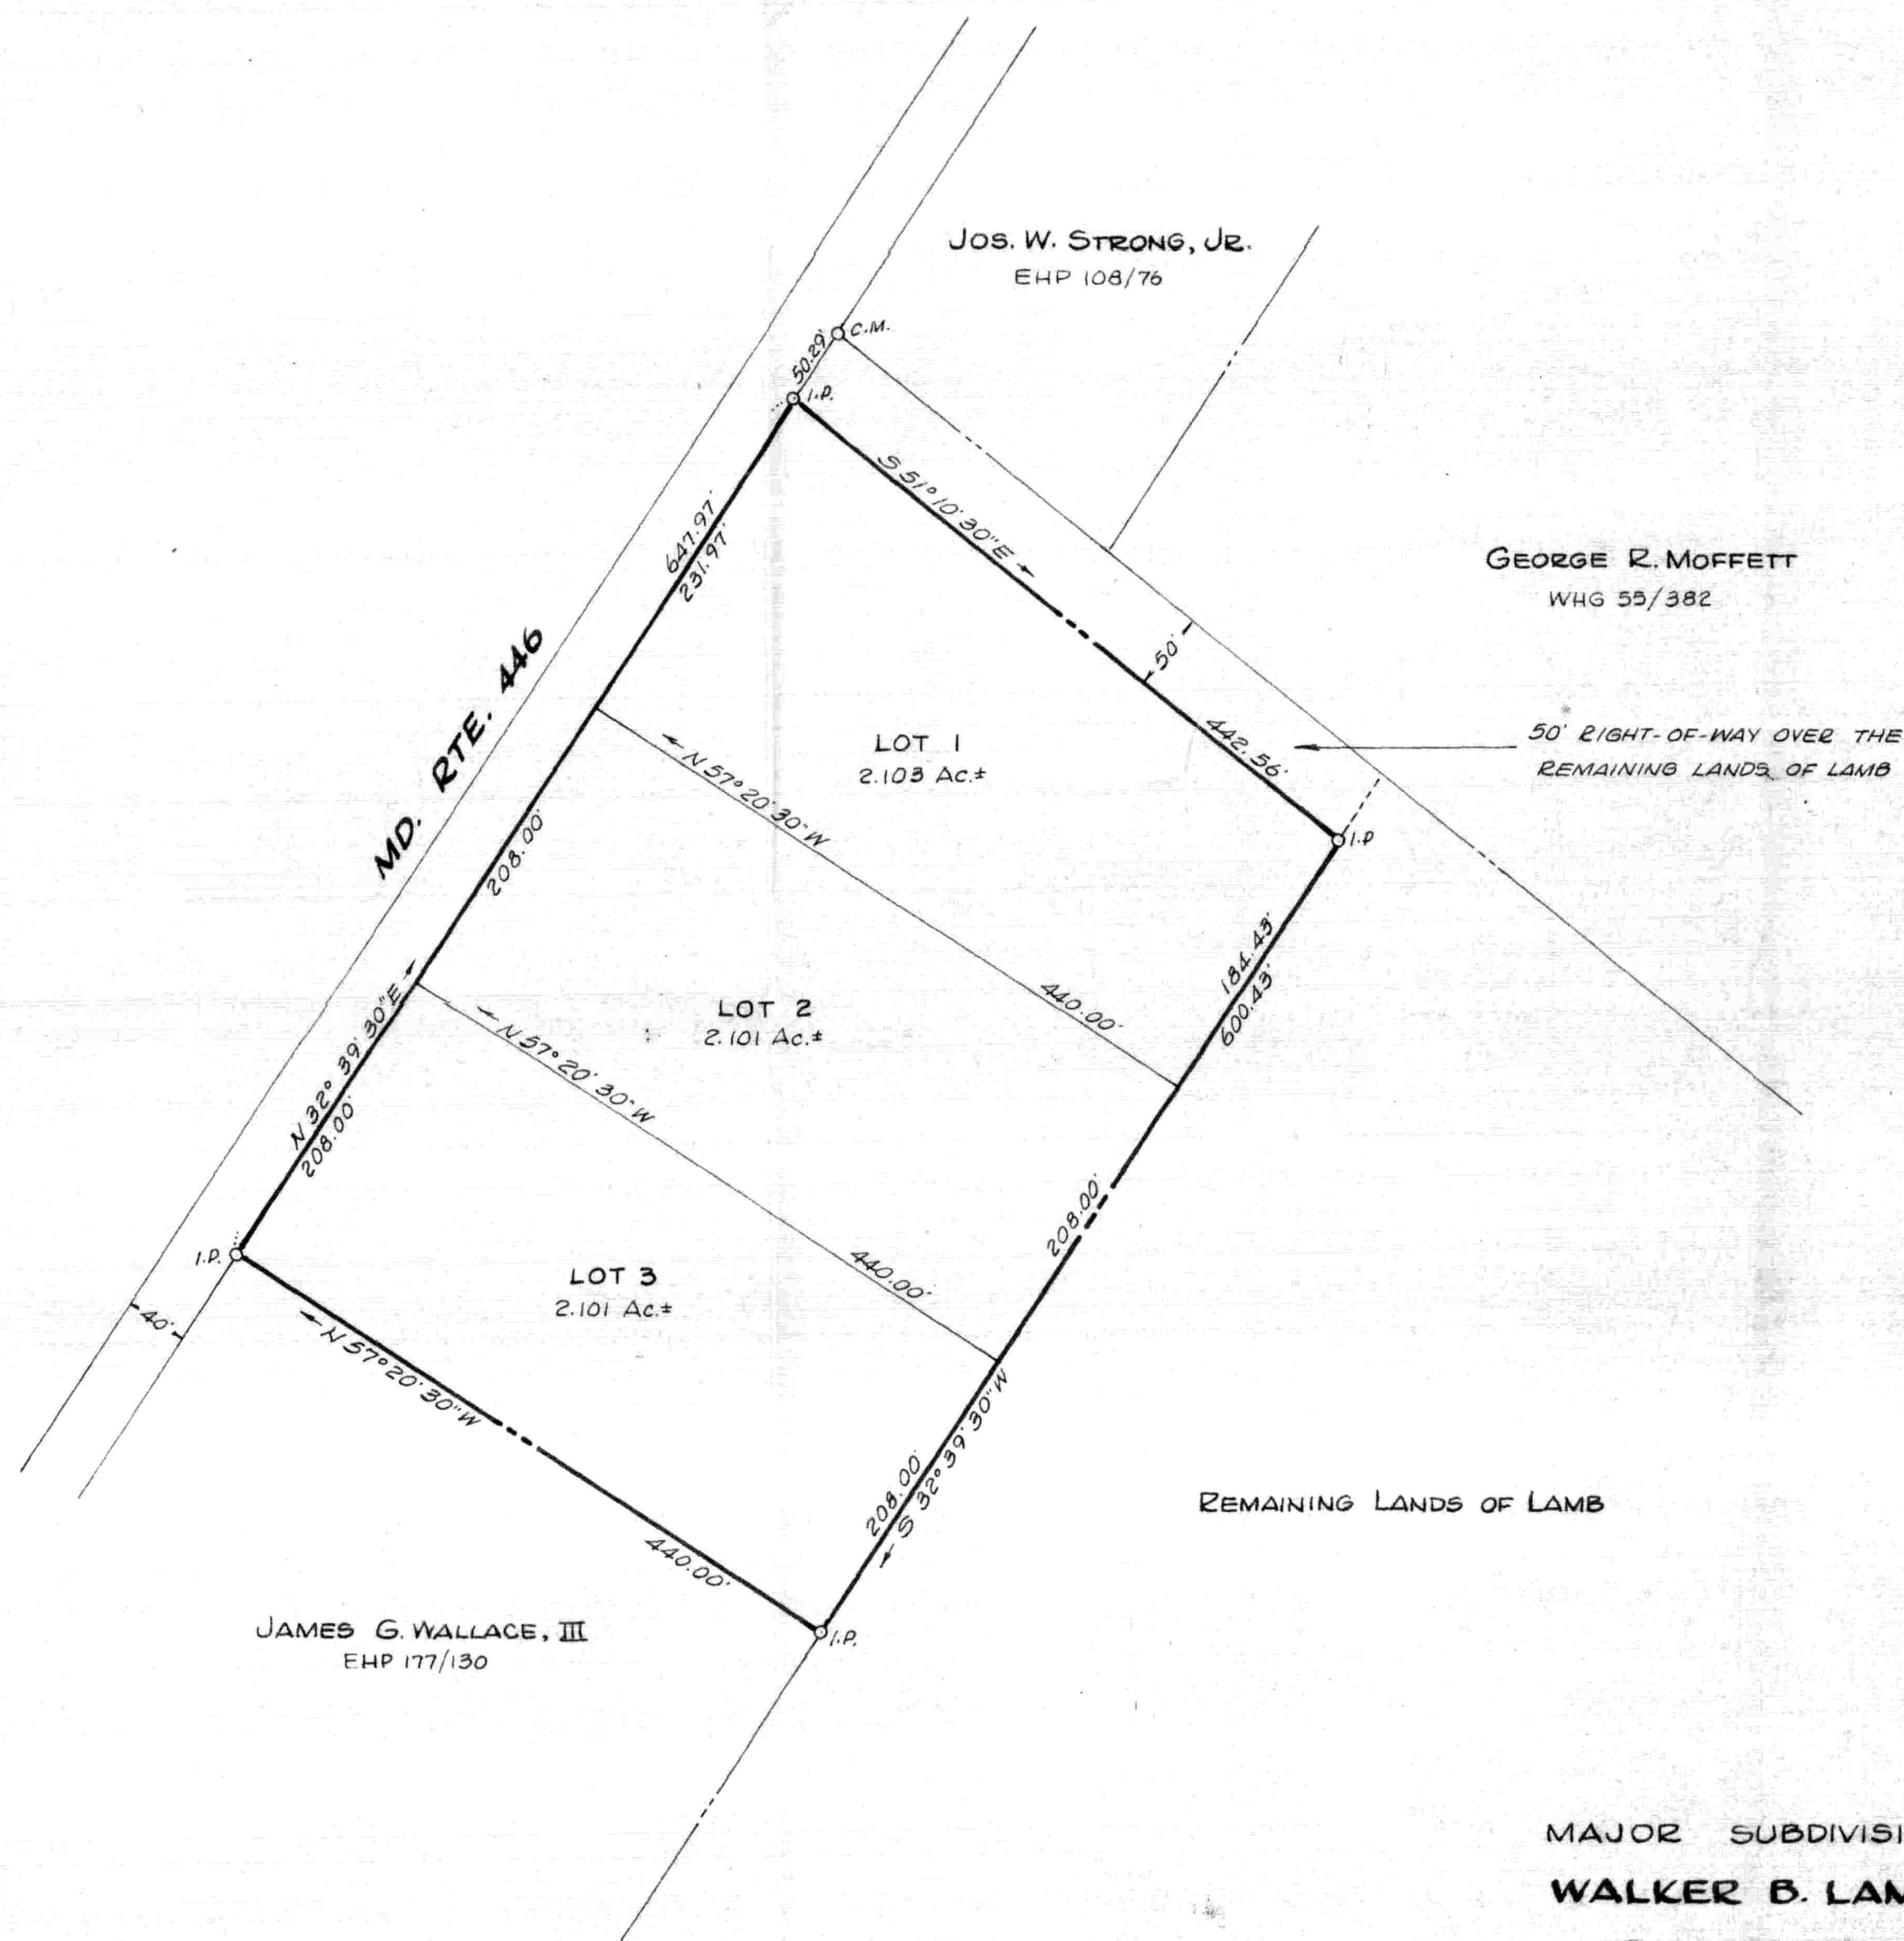 JOS. W. STRONG, JR.
EHP 108/76
C.M.
50.29'
I.P.
S 51° 10' 30" E
647.97'
231.97'
GEORGE R. MOFFETT
WHG 55/382
50'
MD. RTE. 446
442.56'
50' RIGHT-OF-WAY OVER THE
REMAINING LANDS OF LAMB
LOT 1
2.103 Ac.±
N 57° 20' 30" W
440.00'
I.P
208.00'
184.43'
600.43'
LOT 2
2.101 Ac.±
N 57° 20' 30" W
440.00'
N 32° 39' 30" E
208.00'
208.00'
I.P.
40'
LOT 3
2.101 Ac.±
N 57° 20' 30" W
440.00'
208.00'
S 32° 39' 30" W
I.P.
REMAINING LANDS OF LAMB
JAMES G. WALLACE, III
EHP 177/130
MAJOR SUBDIVISI
WALKER B. LAM